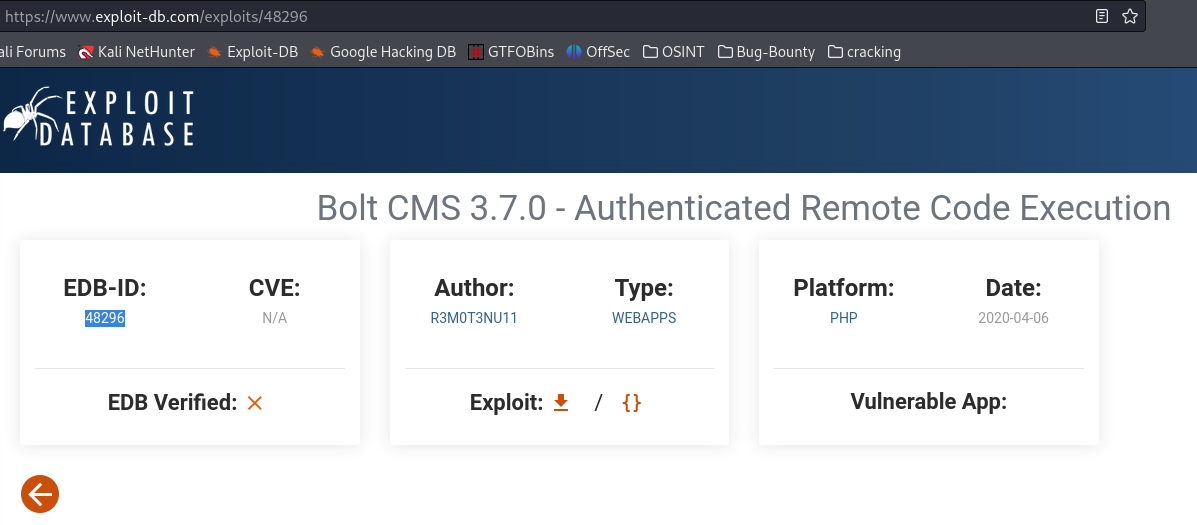 https://www.exploit-db.com/exploits/48296
ali Forums Kali NetHunter Exploit-DB Google Hacking DB GTFOBins OffSec OSINT Bug-Bounty cracking
EXPLOIT
DATABASE
Bolt CMS 3.7.0 - Authenticated Remote Code Execution
EDB-ID: CVE: Author: Type: Platform: Date:
48296 N/A R3M0T3NU11 WEBAPPS PHP 2020-04-06
EDB Verified: Exploit: / {} Vulnerable App: